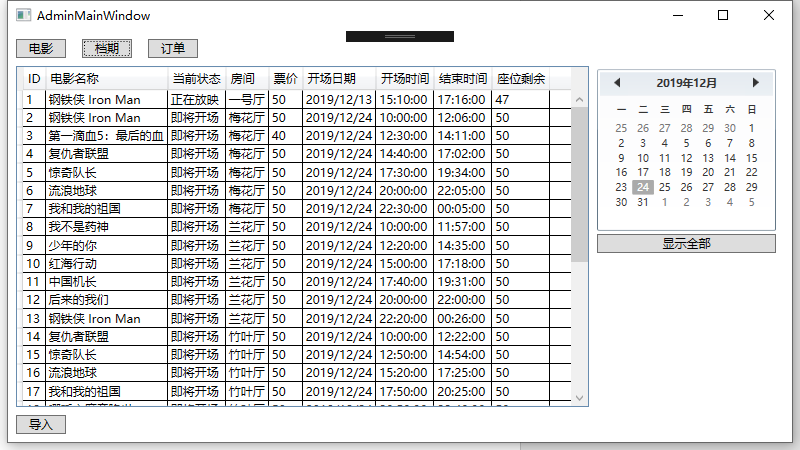 AdminMainWindow
电影 档期 订单
ID 电影名称 当前状态 房间 票价 开场日期 开场时间 结束时间 座位剩余
1 钢铁侠 Iron Man 正在放映 一号厅 50 2019/12/13 15:10:00 17:16:00 47
2 钢铁侠 Iron Man 即将开场 梅花厅 50 2019/12/24 10:00:00 12:06:00 50
3 第一滴血5：最后的血 即将开场 梅花厅 40 2019/12/24 12:30:00 14:11:00 50
4 复仇者联盟 即将开场 梅花厅 50 2019/12/24 14:40:00 17:02:00 50
5 惊奇队长 即将开场 梅花厅 50 2019/12/24 17:30:00 19:34:00 50
6 流浪地球 即将开场 梅花厅 50 2019/12/24 20:00:00 22:05:00 50
7 我和我的祖国 即将开场 梅花厅 50 2019/12/24 22:30:00 00:05:00 50
8 我不是药神 即将开场 兰花厅 50 2019/12/24 10:00:00 11:57:00 50
9 少年的你 即将开场 兰花厅 50 2019/12/24 12:20:00 14:35:00 50
10 红海行动 即将开场 兰花厅 50 2019/12/24 15:00:00 17:18:00 50
11 中国机长 即将开场 兰花厅 50 2019/12/24 17:40:00 19:31:00 50
12 后来的我们 即将开场 兰花厅 50 2019/12/24 20:00:00 22:00:00 50
13 钢铁侠 Iron Man 即将开场 兰花厅 50 2019/12/24 22:20:00 00:26:00 50
14 复仇者联盟 即将开场 竹叶厅 50 2019/12/24 10:00:00 12:22:00 50
15 惊奇队长 即将开场 竹叶厅 50 2019/12/24 12:50:00 14:54:00 50
16 流浪地球 即将开场 竹叶厅 50 2019/12/24 15:20:00 17:25:00 50
17 我和我的祖国 即将开场 竹叶厅 50 2019/12/24 17:50:00 20:25:00 50
导入
2019年12月
一 二 三 四 五 六 日
25 26 27 28 29 30 1
2 3 4 5 6 7 8
9 10 11 12 13 14 15
16 17 18 19 20 21 22
23 24 25 26 27 28 29
30 31 1 2 3 4 5
显示全部